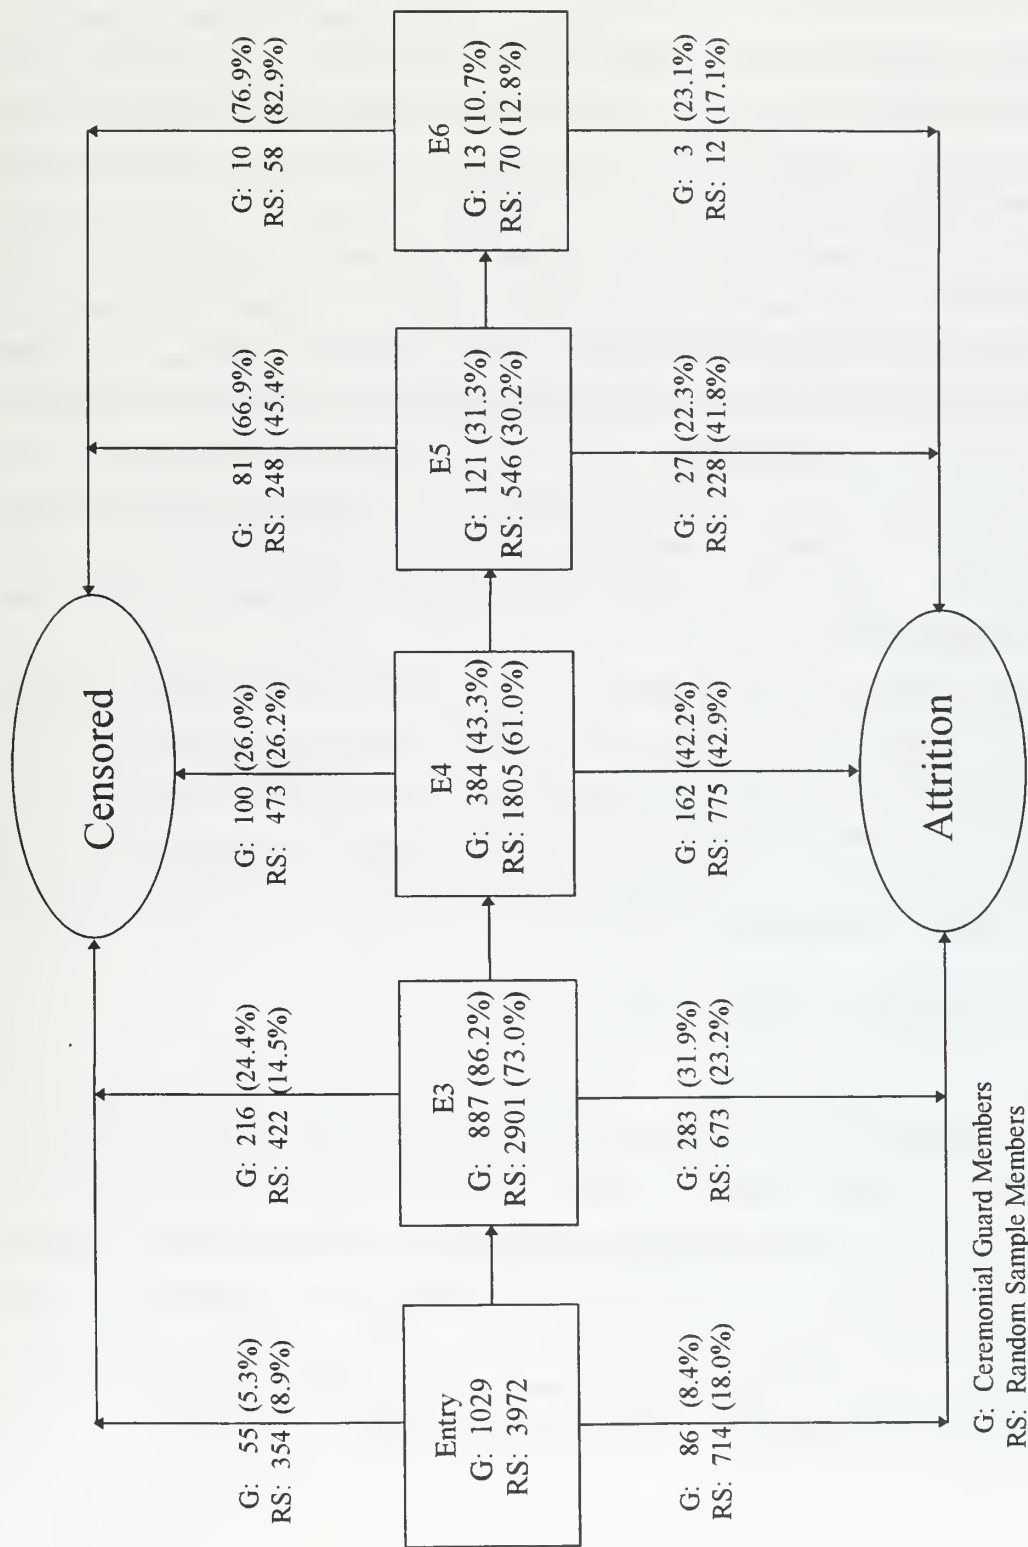 Censored
G: 55 (5.3%)
RS: 354 (8.9%)
G: 216 (24.4%)
RS: 422 (14.5%)
G: 100 (26.0%)
RS: 473 (26.2%)
G: 81 (66.9%)
RS: 248 (45.4%)
G: 10 (76.9%)
RS: 58 (82.9%)
Entry
G: 1029
RS: 3972
E3
G: 887 (86.2%)
RS: 2901 (73.0%)
E4
G: 384 (43.3%)
RS: 1805 (61.0%)
E5
G: 121 (31.3%)
RS: 546 (30.2%)
E6
G: 13 (10.7%)
RS: 70 (12.8%)
G: 86 (8.4%)
RS: 714 (18.0%)
G: 283 (31.9%)
RS: 673 (23.2%)
G: 162 (42.2%)
RS: 775 (42.9%)
G: 27 (22.3%)
RS: 228 (41.8%)
G: 3 (23.1%)
RS: 12 (17.1%)
Attrition
G: Ceremonial Guard Members
RS: Random Sample Members